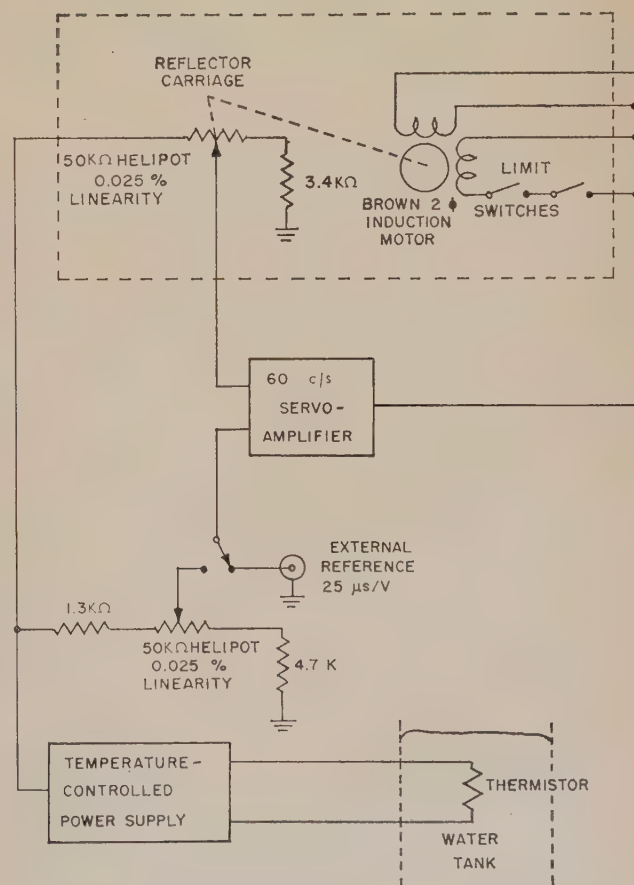 REFLECTOR
CARRIAGE
50KΩ HELIPOT
0.025 %
LINEARITY
3.4KΩ
BROWN 2 ϕ
INDUCTION
MOTOR
LIMIT
SWITCHES
60 c/s
SERVO-
AMPLIFIER
EXTERNAL
REFERENCE
25 μs/V
1.3KΩ
50KΩ HELIPOT
0.025 %
LINEARITY
4.7 K
TEMPERATURE-
CONTROLLED
POWER SUPPLY
THERMISTOR
WATER
TANK